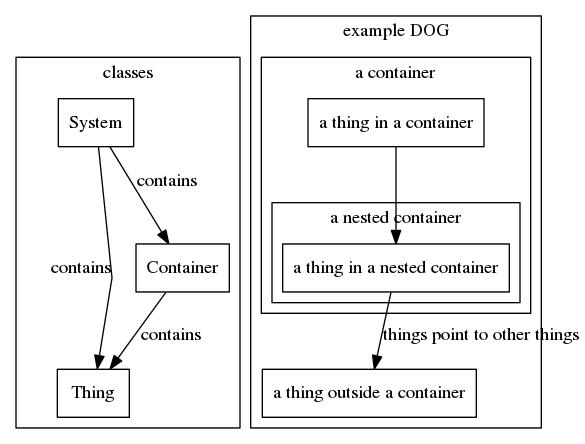 classes
System
contains
contains
Container
contains
Thing
example DOG
a container
a thing in a container
a nested container
a thing in a nested container
things point to other things
a thing outside a container